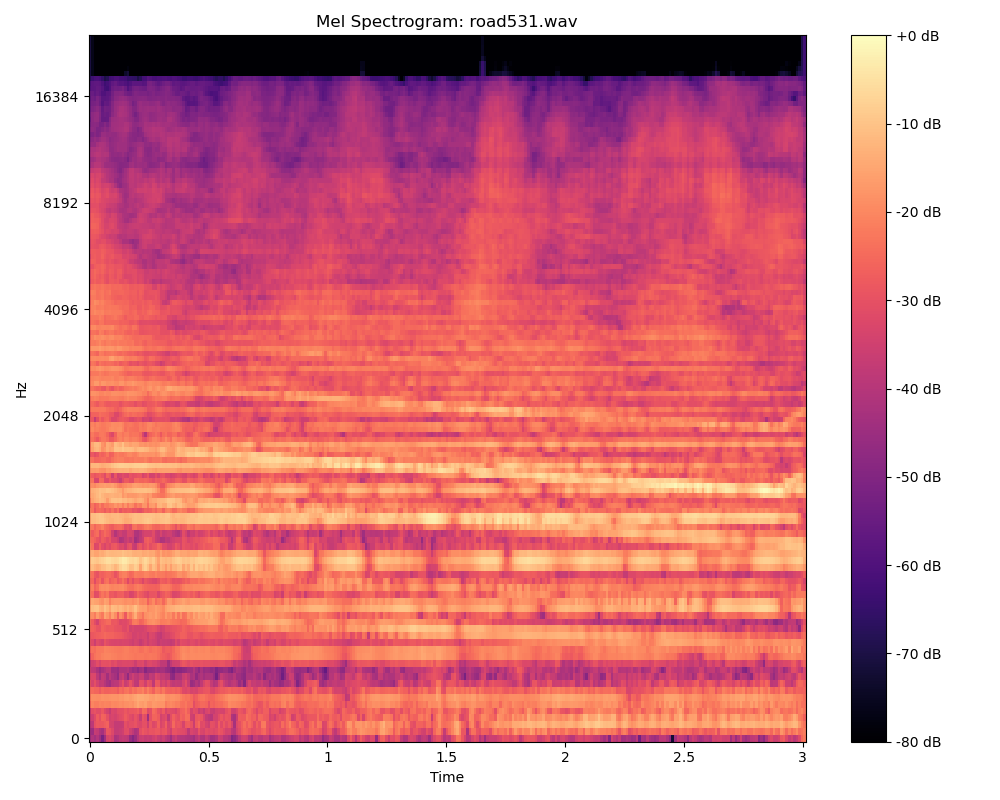 Mel Spectrogram: road531.wav
+0 dB
-10 dB
-20 dB
-30 dB
-40 dB
-50 dB
-60 dB
-70 dB
-80 dB
Hz
16384
8192
4096
2048
1024
512
0
0 0.5 1 1.5 2 2.5 3
Time